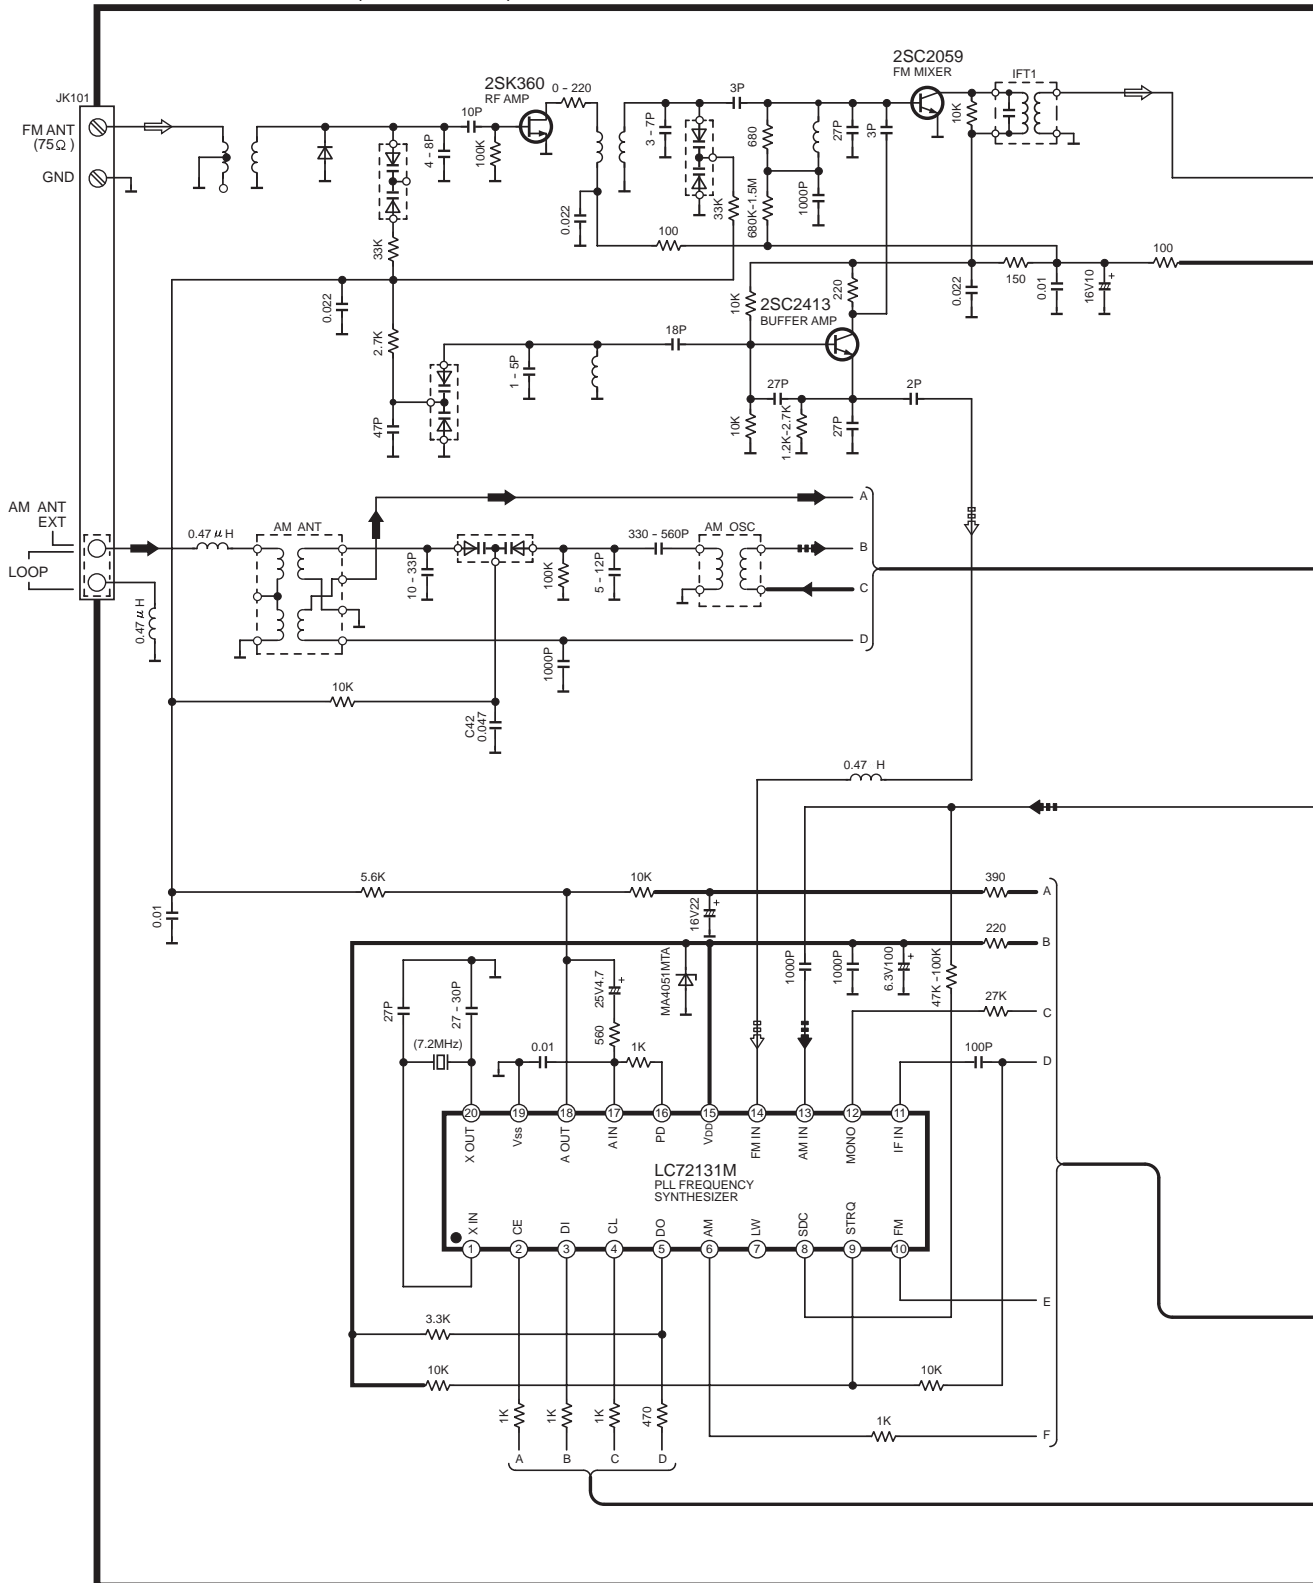 2SC2059
FM MIXER
IFT1
2SK360
RF AMP
0 - 220
3P
JK101
10P
FM ANT
(75Ω )
GND
4 - 8P
100K
3 - 7P
680
27P
3P
10K
33K
0.022
33K
680K-1.5M
1000P
100
100
150
0.022
0.01
16V10
+
0.022
10K
2SC2413
BUFFER AMP
220
2.7K
18P
1 - 5P
27P
2P
47P
10K
1.2K-2.7K
27P
AM ANT
EXT
LOOP
0.47 μ H
AM ANT
330 - 560P
AM OSC
A
B
C
D
10 - 33P
100K
5 - 12P
0.47 μ H
1000P
10K
C42
0.047
0.47 H
5.6K
10K
390
A
0.01
16V22
+
220
B
27P
27 - 30P
25V4.7
+
MA4051MTA
1000P
1000P
6.3V100
+
47K -100K
27K
C
(7.2MHz)
0.01
560
1K
100P
D
20
19
18
17
16
15
14
13
12
11
X OUT
Vss
A OUT
A IN
PD
VDD
FM IN
AM IN
MONO
IF IN
LC72131M
PLL FREQUENCY
SYNTHESIZER
X IN
CE
DI
CL
DO
AM
LW
SDC
STRQ
FM
1
2
3
4
5
6
7
8
9
10
E
3.3K
10K
10K
1K
1K
1K
470
1K
F
A
B
C
D